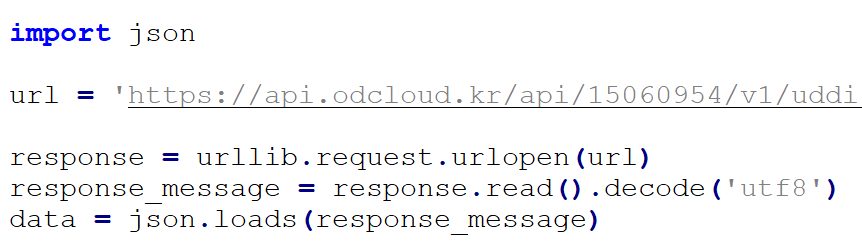 import json
url = 'https://api.odcloud.kr/api/15060954/v1/uddi
response = urllib.request.urlopen(url)
response_message = response.read().decode('utf8')
data = json.loads(response_message)